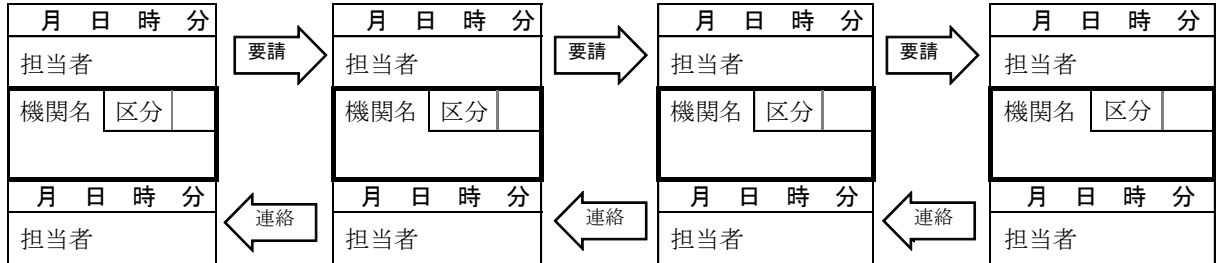 月 日 時 分
担当者
機関名 区分
月 日 時 分
担当者
要請
連絡
月 日 時 分
担当者
機関名 区分
月 日 時 分
担当者
要請
連絡
月 日 時 分
担当者
機関名 区分
月 日 時 分
担当者
要請
連絡
月 日 時 分
担当者
機関名 区分
月 日 時 分
担当者